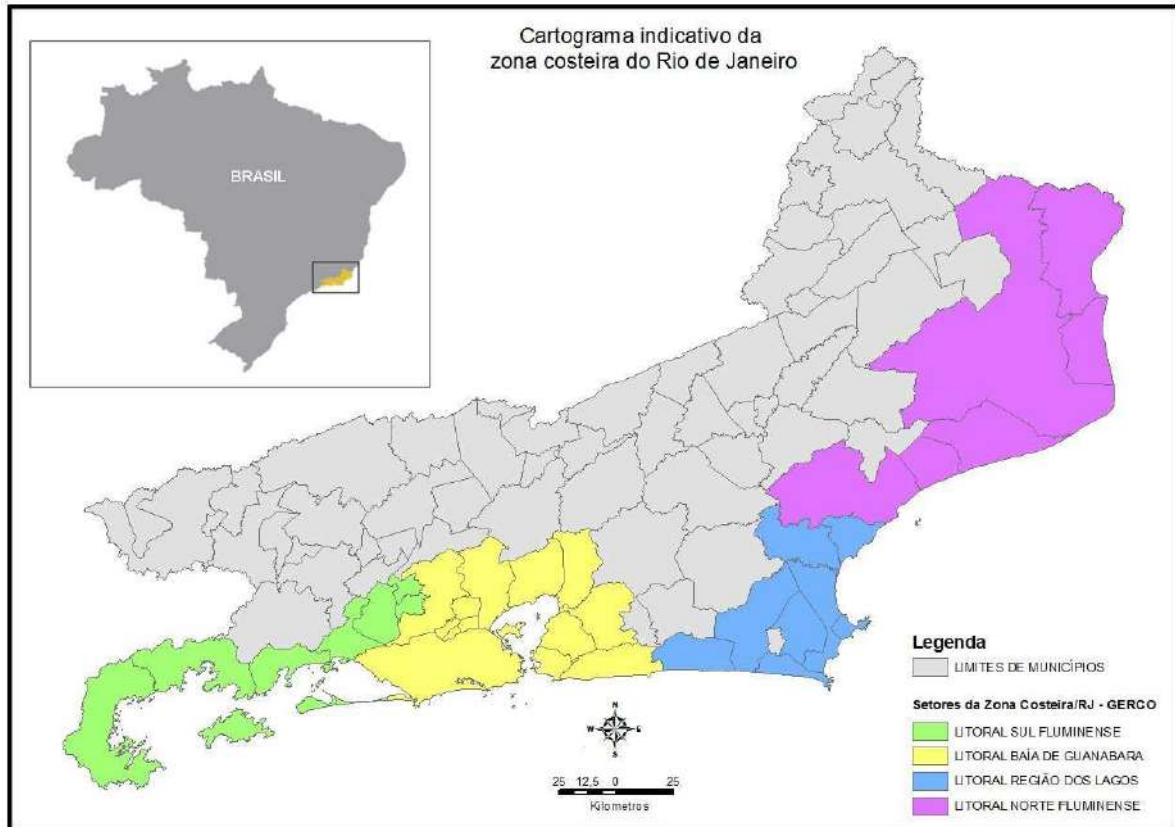 Cartograma indicativo da
zona costeira do Rio de Janeiro
BRASIL
Legenda
LIMITES DE MUNICÍPIOS
Setores da Zona Costeira/RJ - GERCO
LITORAL SUL FLUMINENSE
LITORAL BAÍA DE GUANABARA
LITORAL REGIÃO DOS LAGOS
LITORAL NORTE FLUMINENSE
N
W E
S
25 12,5 0 25
Kilometros